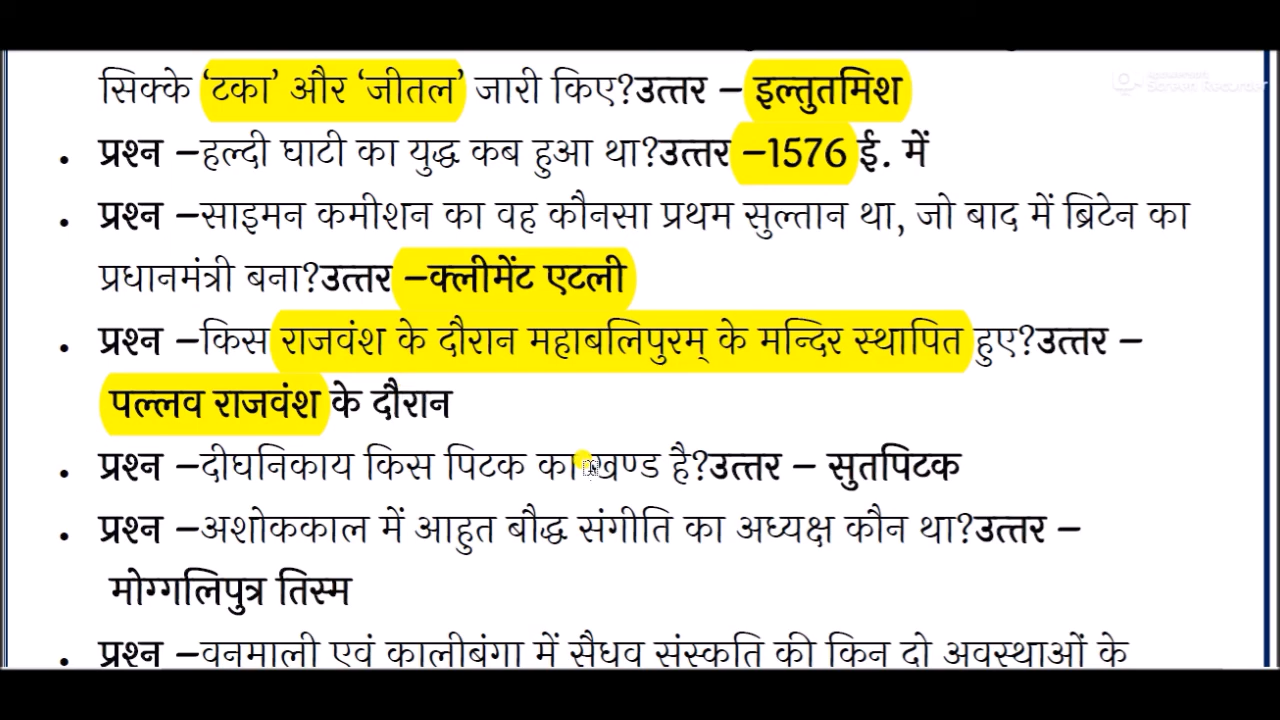 सिक्के ‘टका’ और ‘जीतल’ जारी किए?उत्तर – इल्तुतमिश
Screen Recorder
• प्रश्न –हल्दी घाटी का युद्ध कब हुआ था?उत्तर –1576 ई. में
• प्रश्न –साइमन कमीशन का वह कौनसा प्रथम सुल्तान था, जो बाद में ब्रिटेन का
प्रधानमंत्री बना?उत्तर –क्लीमेंट एटली
• प्रश्न –किस राजवंश के दौरान महाबलिपुरम् के मन्दिर स्थापित हुए?उत्तर –
पल्लव राजवंश के दौरान
• प्रश्न –दीघनिकाय किस पिटक का खण्ड है?उत्तर – सुतपिटक
• प्रश्न –अशोककाल में आहुत बौद्ध संगीति का अध्यक्ष कौन था?उत्तर –
मोग्गलिपुत्र तिस्म
• प्रश्न –वनमाली एवं कालीबंगा में सैधव संस्कृति की किन दो अवस्थाओं के